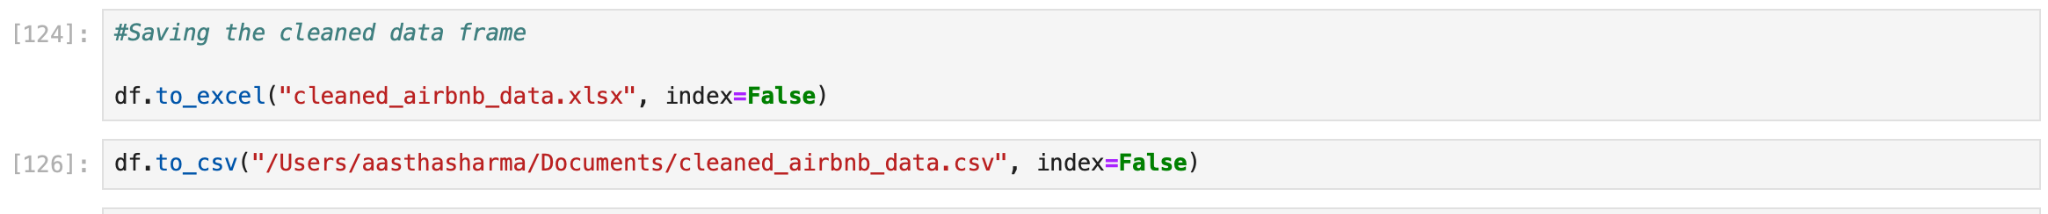 [124]: #Saving the cleaned data frame
df.to_excel("cleaned_airbnb_data.xlsx", index=False)
[126]: df.to_csv("/Users/aasthasharma/Documents/cleaned_airbnb_data.csv", index=False)